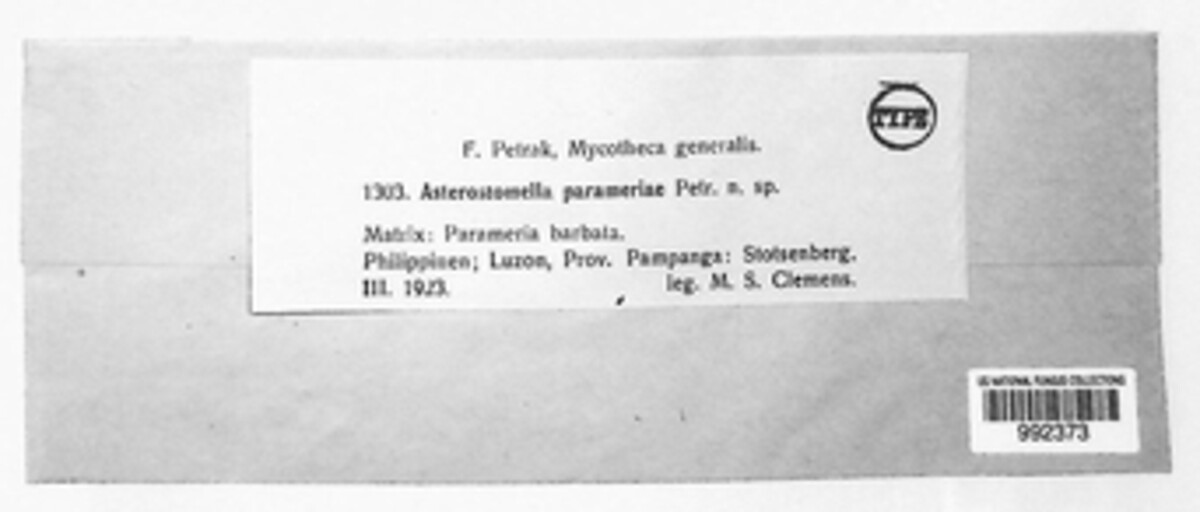 TYPE
F. Petrak, Mycotheca generalis.
1303. Asterostomella parameriae Petr. n. sp.
Matrix: Parameria barbata.
Philippinen; Luzon, Prov. Pampanga: Stotsenberg.
III. 1923. leg. M. S. Clemens.
US NATIONAL FUNGUS COLLECTIONS
992373